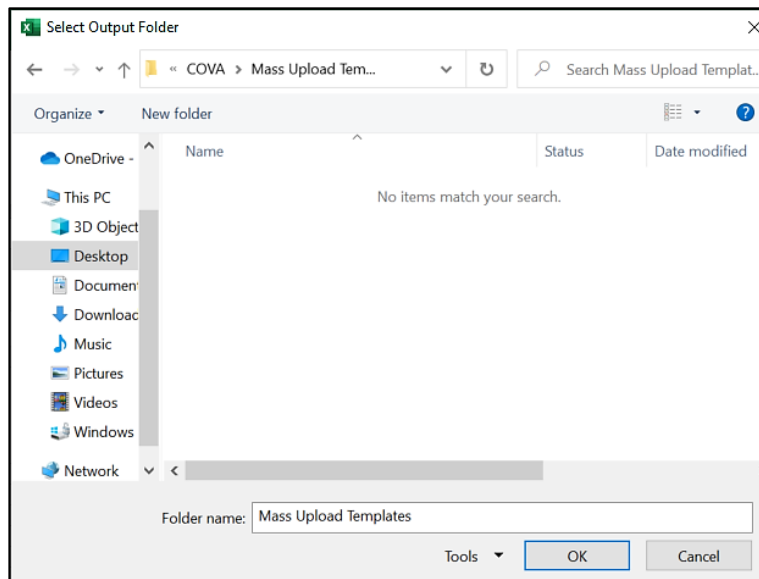 Select Output Folder
« COVA > Mass Upload Tem...
Search Mass Upload Templat...
Organize
New folder
Name
Status
Date modified
No items match your search.
OneDrive -
This PC
3D Object
Desktop
Documen
Downloac
Music
Pictures
Videos
Windows
Network
Folder name: Mass Upload Templates
Tools
OK
Cancel